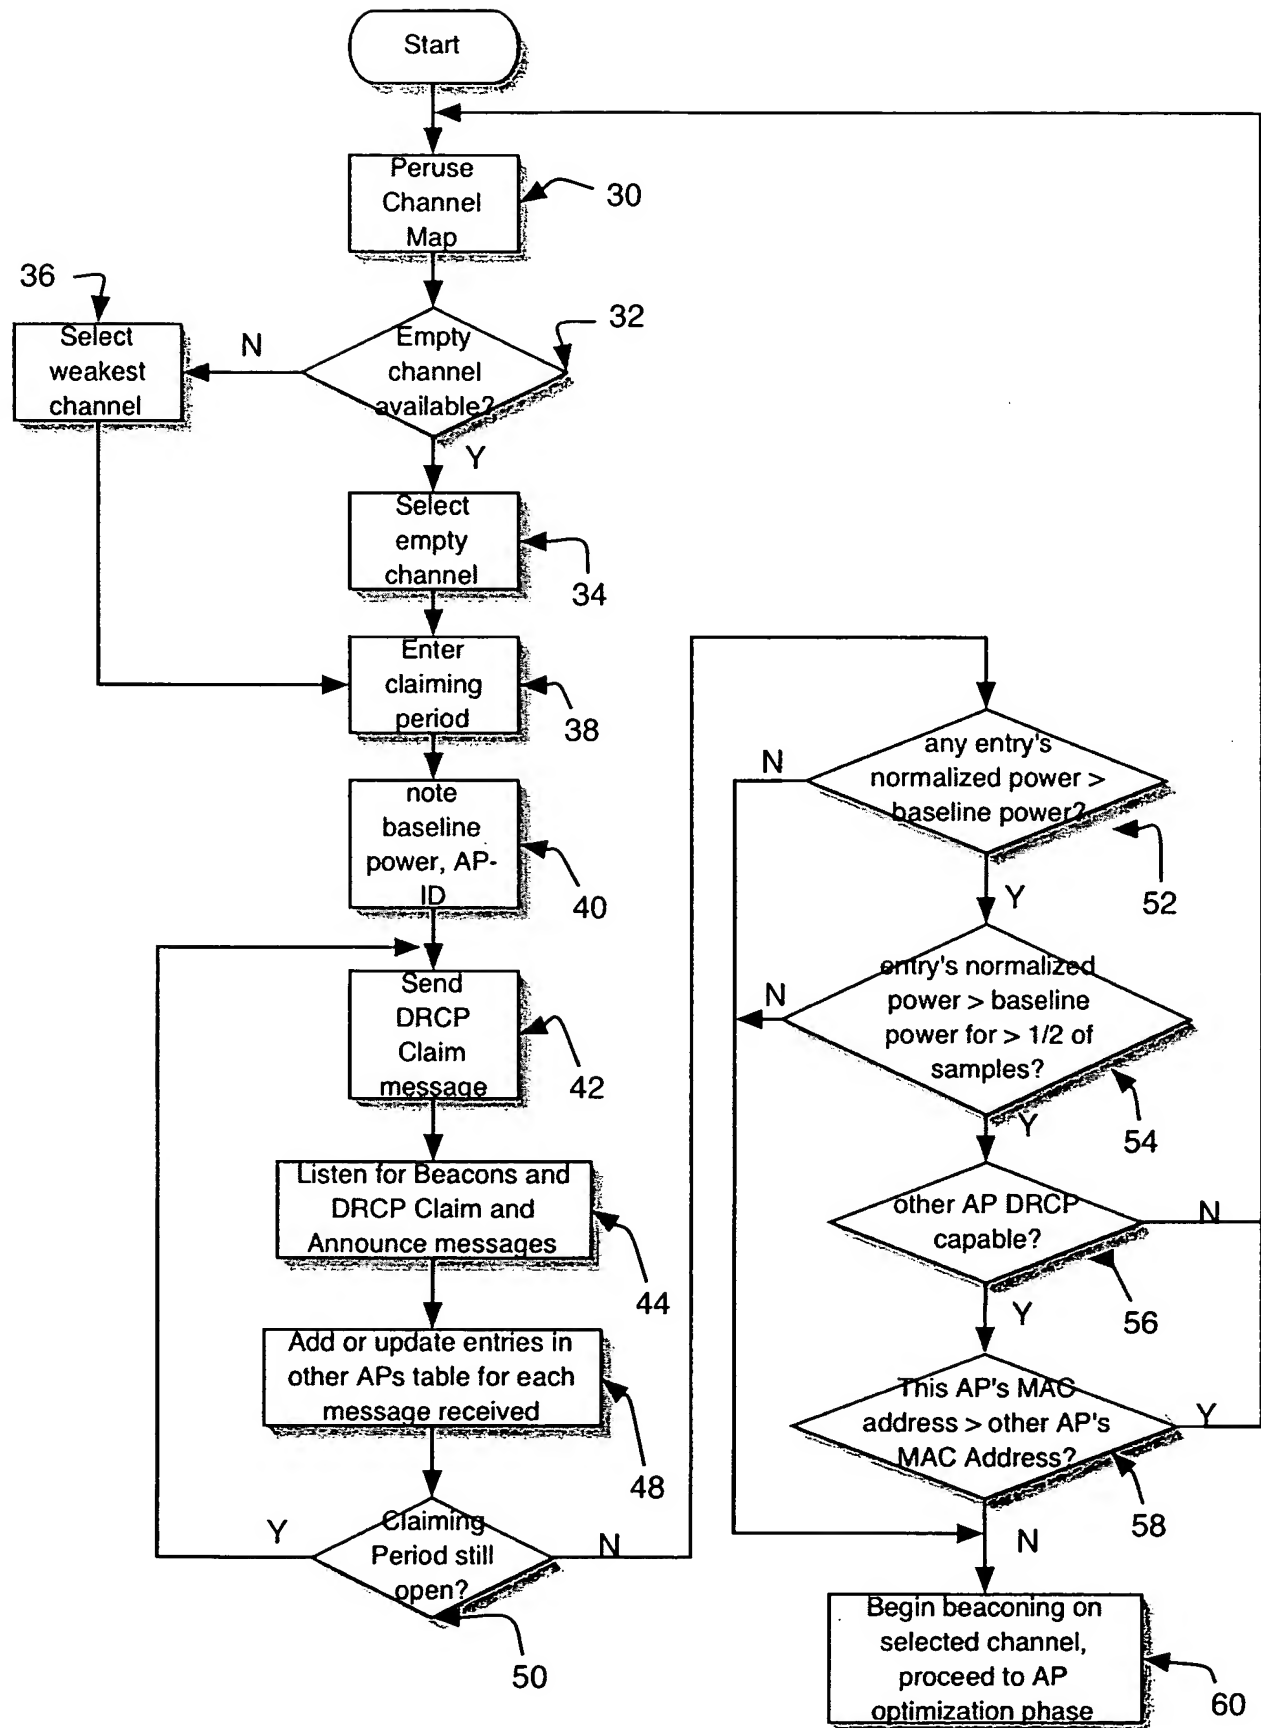 Start
Peruse
Channel
Map
30
36
Select
weakest
channel
N
Empty
channel
available?
32
Y
Select
empty
channel
34
Enter
claiming
period
38
note
baseline
power, AP-
ID
40
Send
DRCP
Claim
message
42
Listen for Beacons and
DRCP Claim and
Announce messages
44
Add or update entries in
other APs table for each
message received
48
Y
Claiming
Period still
open?
N
50
N
any entry's
normalized power >
baseline power?
52
Y
N
entry's normalized
power > baseline
power for > 1/2 of
samples?
54
Y
other AP DRCP
capable?
N
56
Y
This AP's MAC
address > other AP's
MAC Address?
Y
58
N
Begin beaconing on
selected channel,
proceed to AP
optimization phase
60